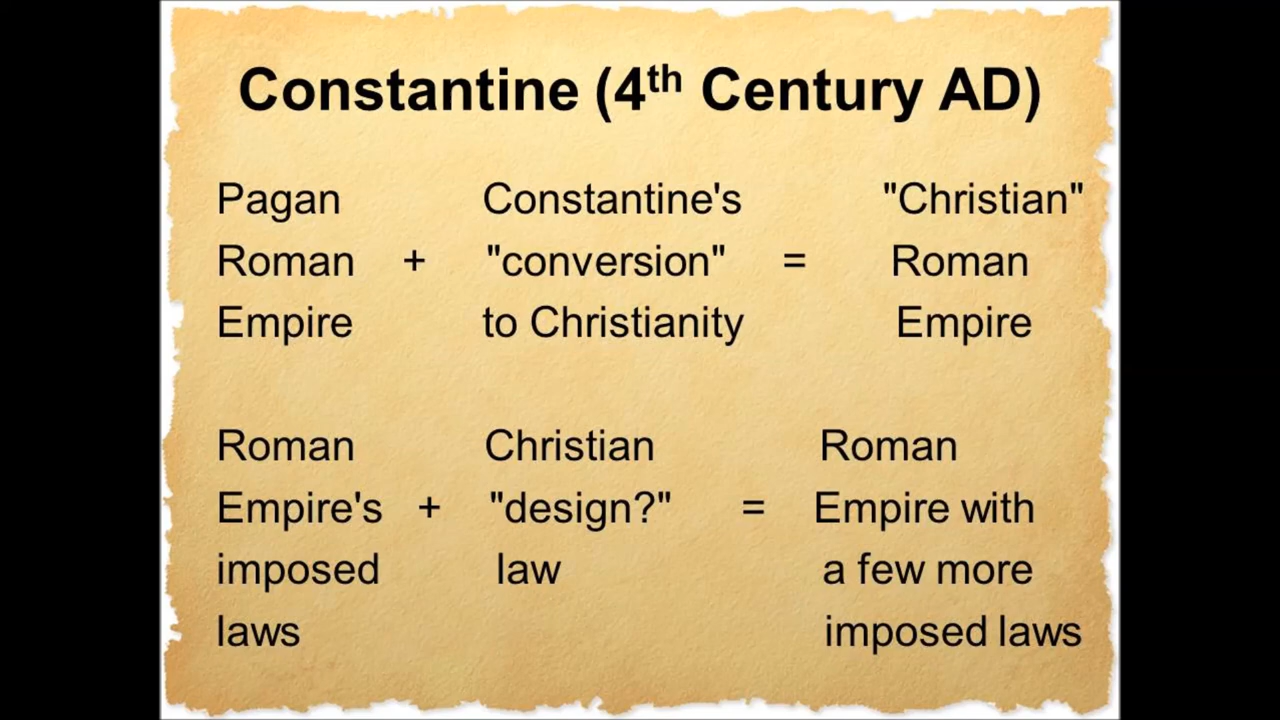 Constantine (4th Century AD)
Pagan Constantine's "Christian"
Roman + "conversion" = Roman
Empire to Christianity Empire
Roman Christian Roman
Empire's + "design?" = Empire with
imposed law a few more
laws imposed laws